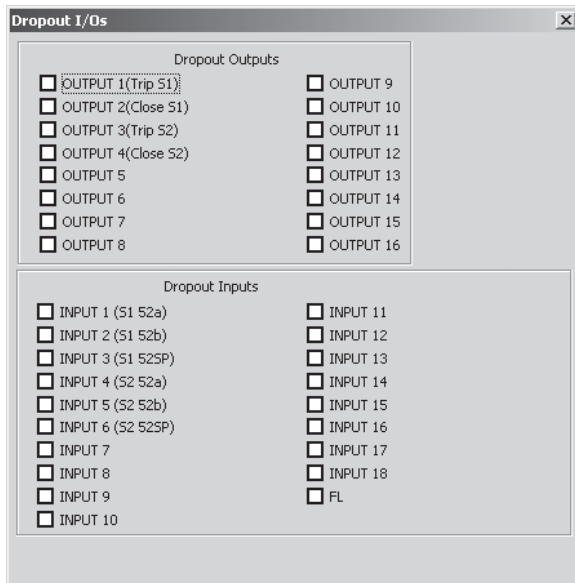 Dropout I/Os
Dropout Outputs
OUTPUT 1(Trip S1)
OUTPUT 2(Close S1)
OUTPUT 3(Trip S2)
OUTPUT 4(Close S2)
OUTPUT 5
OUTPUT 6
OUTPUT 7
OUTPUT 8
OUTPUT 9
OUTPUT 10
OUTPUT 11
OUTPUT 12
OUTPUT 13
OUTPUT 14
OUTPUT 15
OUTPUT 16
Dropout Inputs
INPUT 1 (S1 52a)
INPUT 2 (S1 52b)
INPUT 3 (S1 52SP)
INPUT 4 (S2 52a)
INPUT 5 (S2 52b)
INPUT 6 (S2 52SP)
INPUT 7
INPUT 8
INPUT 9
INPUT 10
INPUT 11
INPUT 12
INPUT 13
INPUT 14
INPUT 15
INPUT 16
INPUT 17
INPUT 18
FL